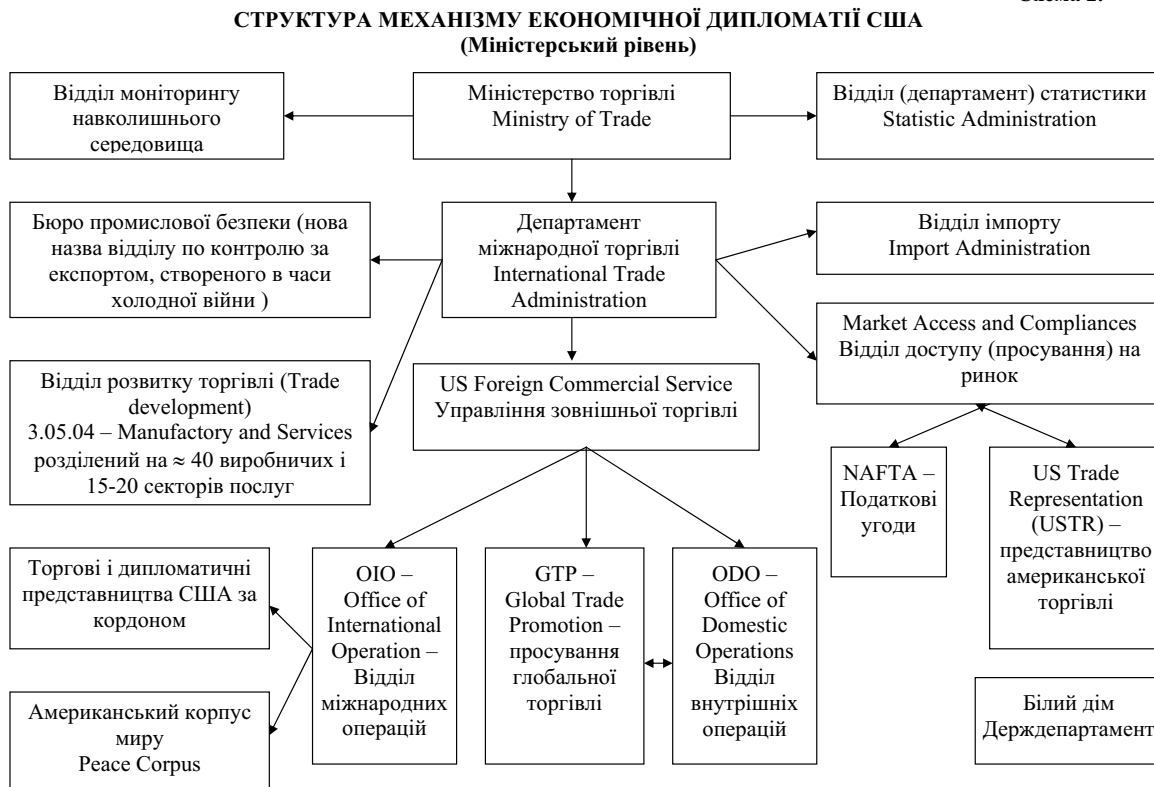 СТРУКТУРА МЕХАНІЗМУ ЕКОНОМІЧНОЇ ДИПЛОМАТІЇ США
(Міністерський рівень)
Відділ моніторингу
навколишнього
середовища
Міністерство торгівлі
Ministry of Trade
Відділ (департамент) статистики
Statistic Administration
Бюро промислової безпеки (нова
назва відділу по контролю за
експортом, створеного в часи
холодної війни )
Департамент
міжнародної торгівлі
International Trade
Administration
Відділ імпорту
Import Administration
Market Access and Compliances
Відділ доступу (просування) на
ринок
Відділ розвитку торгівлі (Trade
development)
3.05.04 – Manufactory and Services
розділений на ≈ 40 виробничих і
15-20 секторів послуг
US Foreign Commercial Service
Управління зовнішньої торгівлі
NAFTA –
Податкові
угоди
US Trade
Representation
(USTR) –
представництво
американської
торгівлі
Торгові і дипломатичні
представництва США за
кордоном
OIO –
Office of
International
Operation –
Відділ
міжнародних
операцій
GTP –
Global Trade
Promotion –
просування
глобальної
торгівлі
ODO –
Office of
Domestic
Operations
Відділ
внутрішніх
операцій
Американський корпус
миру
Peace Corpus
Білий дім
Держдепартамент